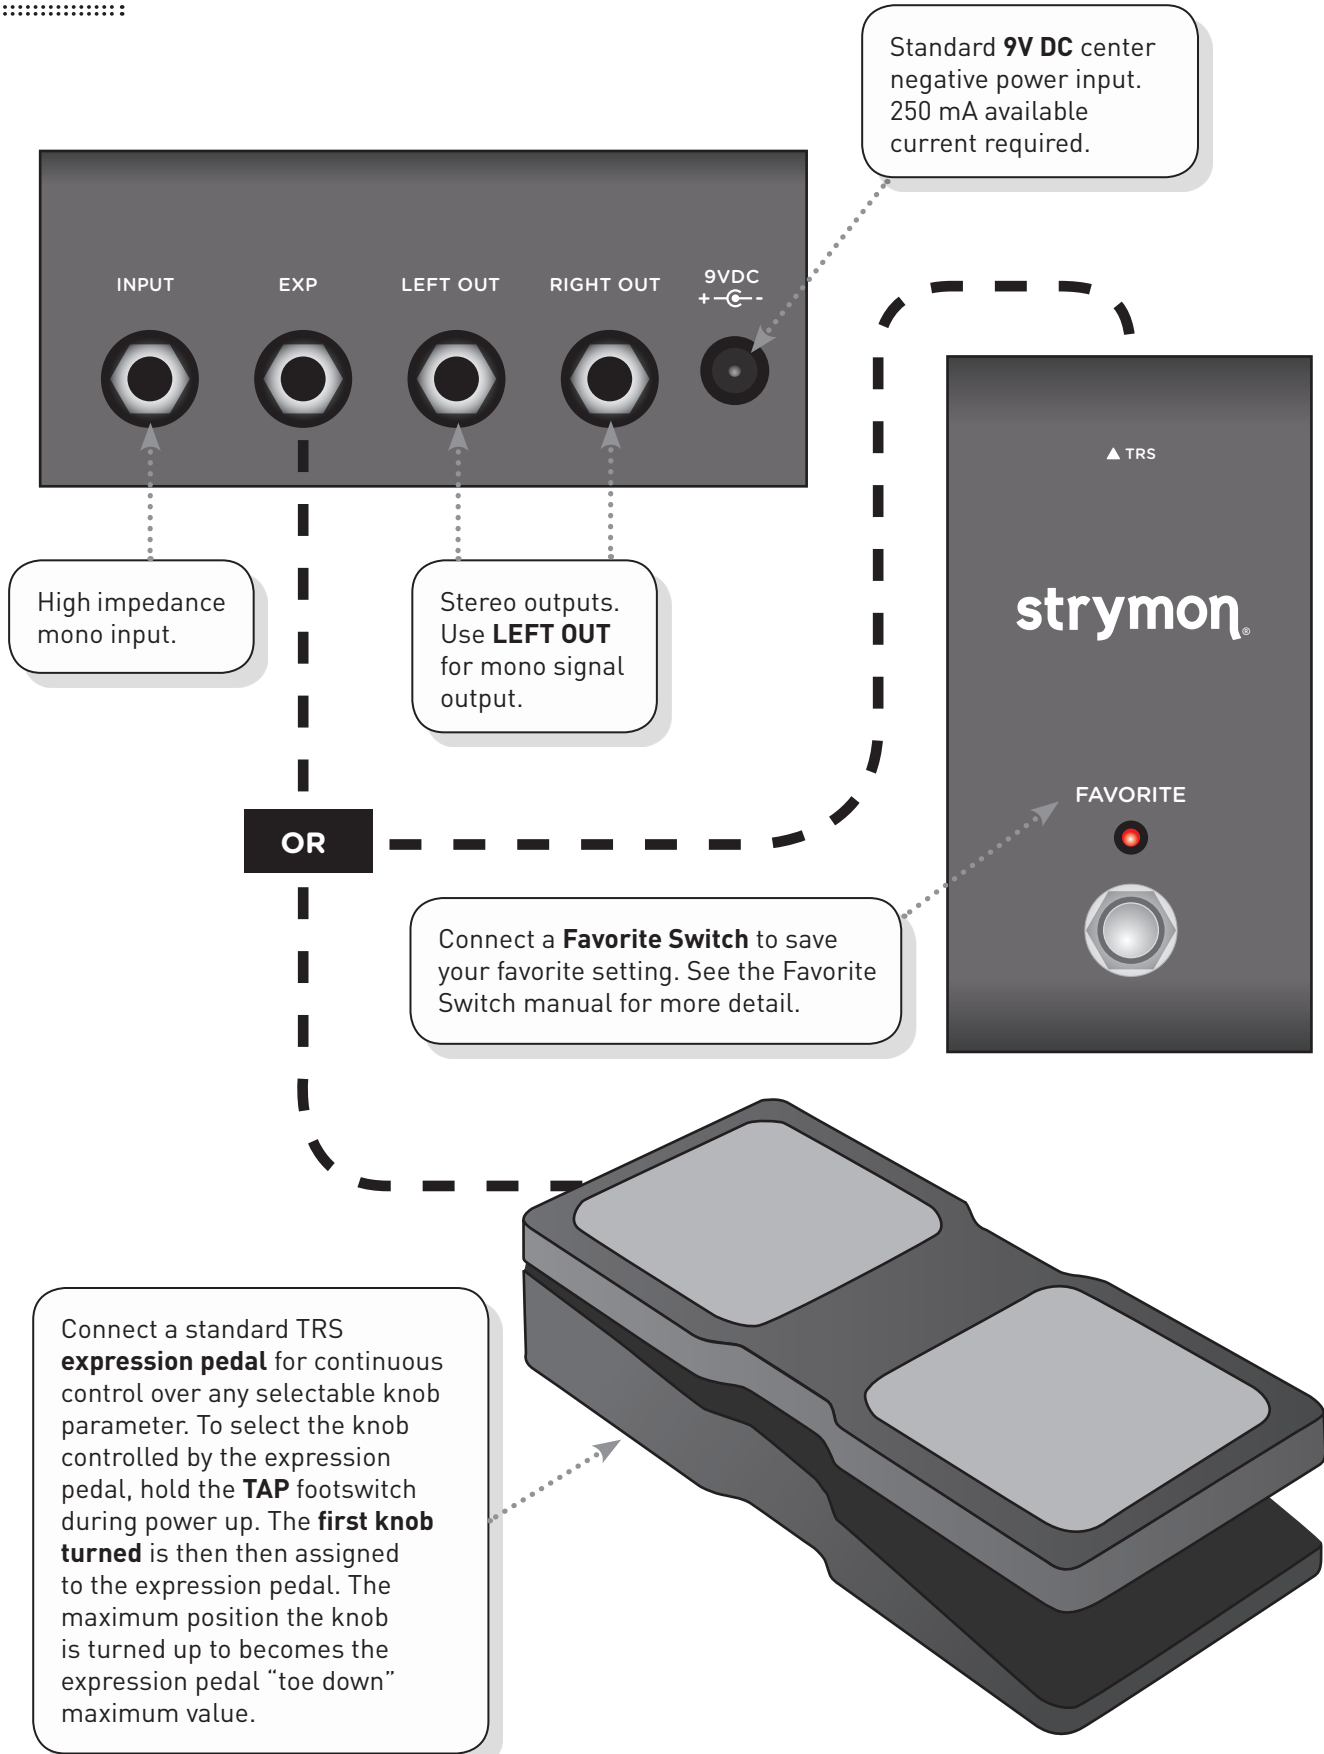 Standard 9V DC center
negative power input.
250 mA available
current required.
INPUT
EXP
LEFT OUT
RIGHT OUT
9VDC
+ -
▲ TRS
High impedance
mono input.
Stereo outputs.
Use LEFT OUT
for mono signal
output.
strymon®
FAVORITE
OR
Connect a Favorite Switch to save
your favorite setting. See the Favorite
Switch manual for more detail.
Connect a standard TRS
expression pedal for continuous
control over any selectable knob
parameter. To select the knob
controlled by the expression
pedal, hold the TAP footswitch
during power up. The first knob
turned is then then assigned
to the expression pedal. The
maximum position the knob
is turned up to becomes the
expression pedal “toe down”
maximum value.